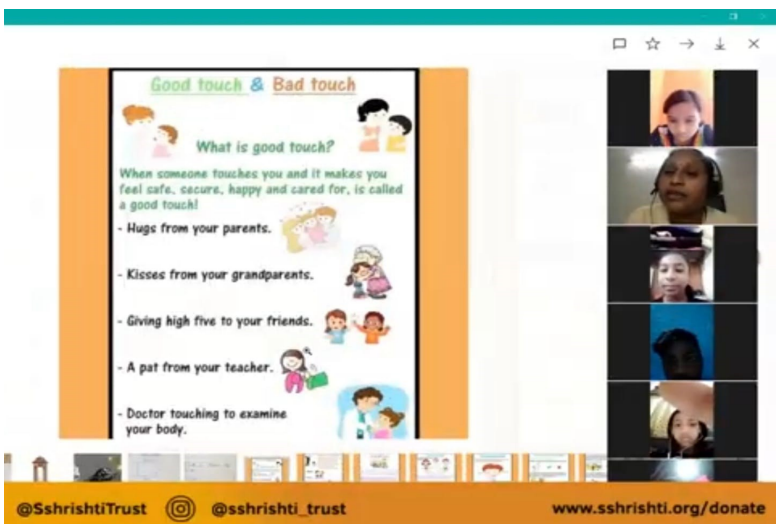 Good touch & Bad touch
What is good touch?
When someone touches you and it makes you
feel safe, secure, happy and cared for, is called
a good touch!
- Hugs from your parents.
- Kisses from your grandparents.
- Giving high five to your friends.
- A pat from your teacher.
- Doctor touching to examine
your body.
@SshrishtiTrust @sshrishti_trust www.sshrishti.org/donate